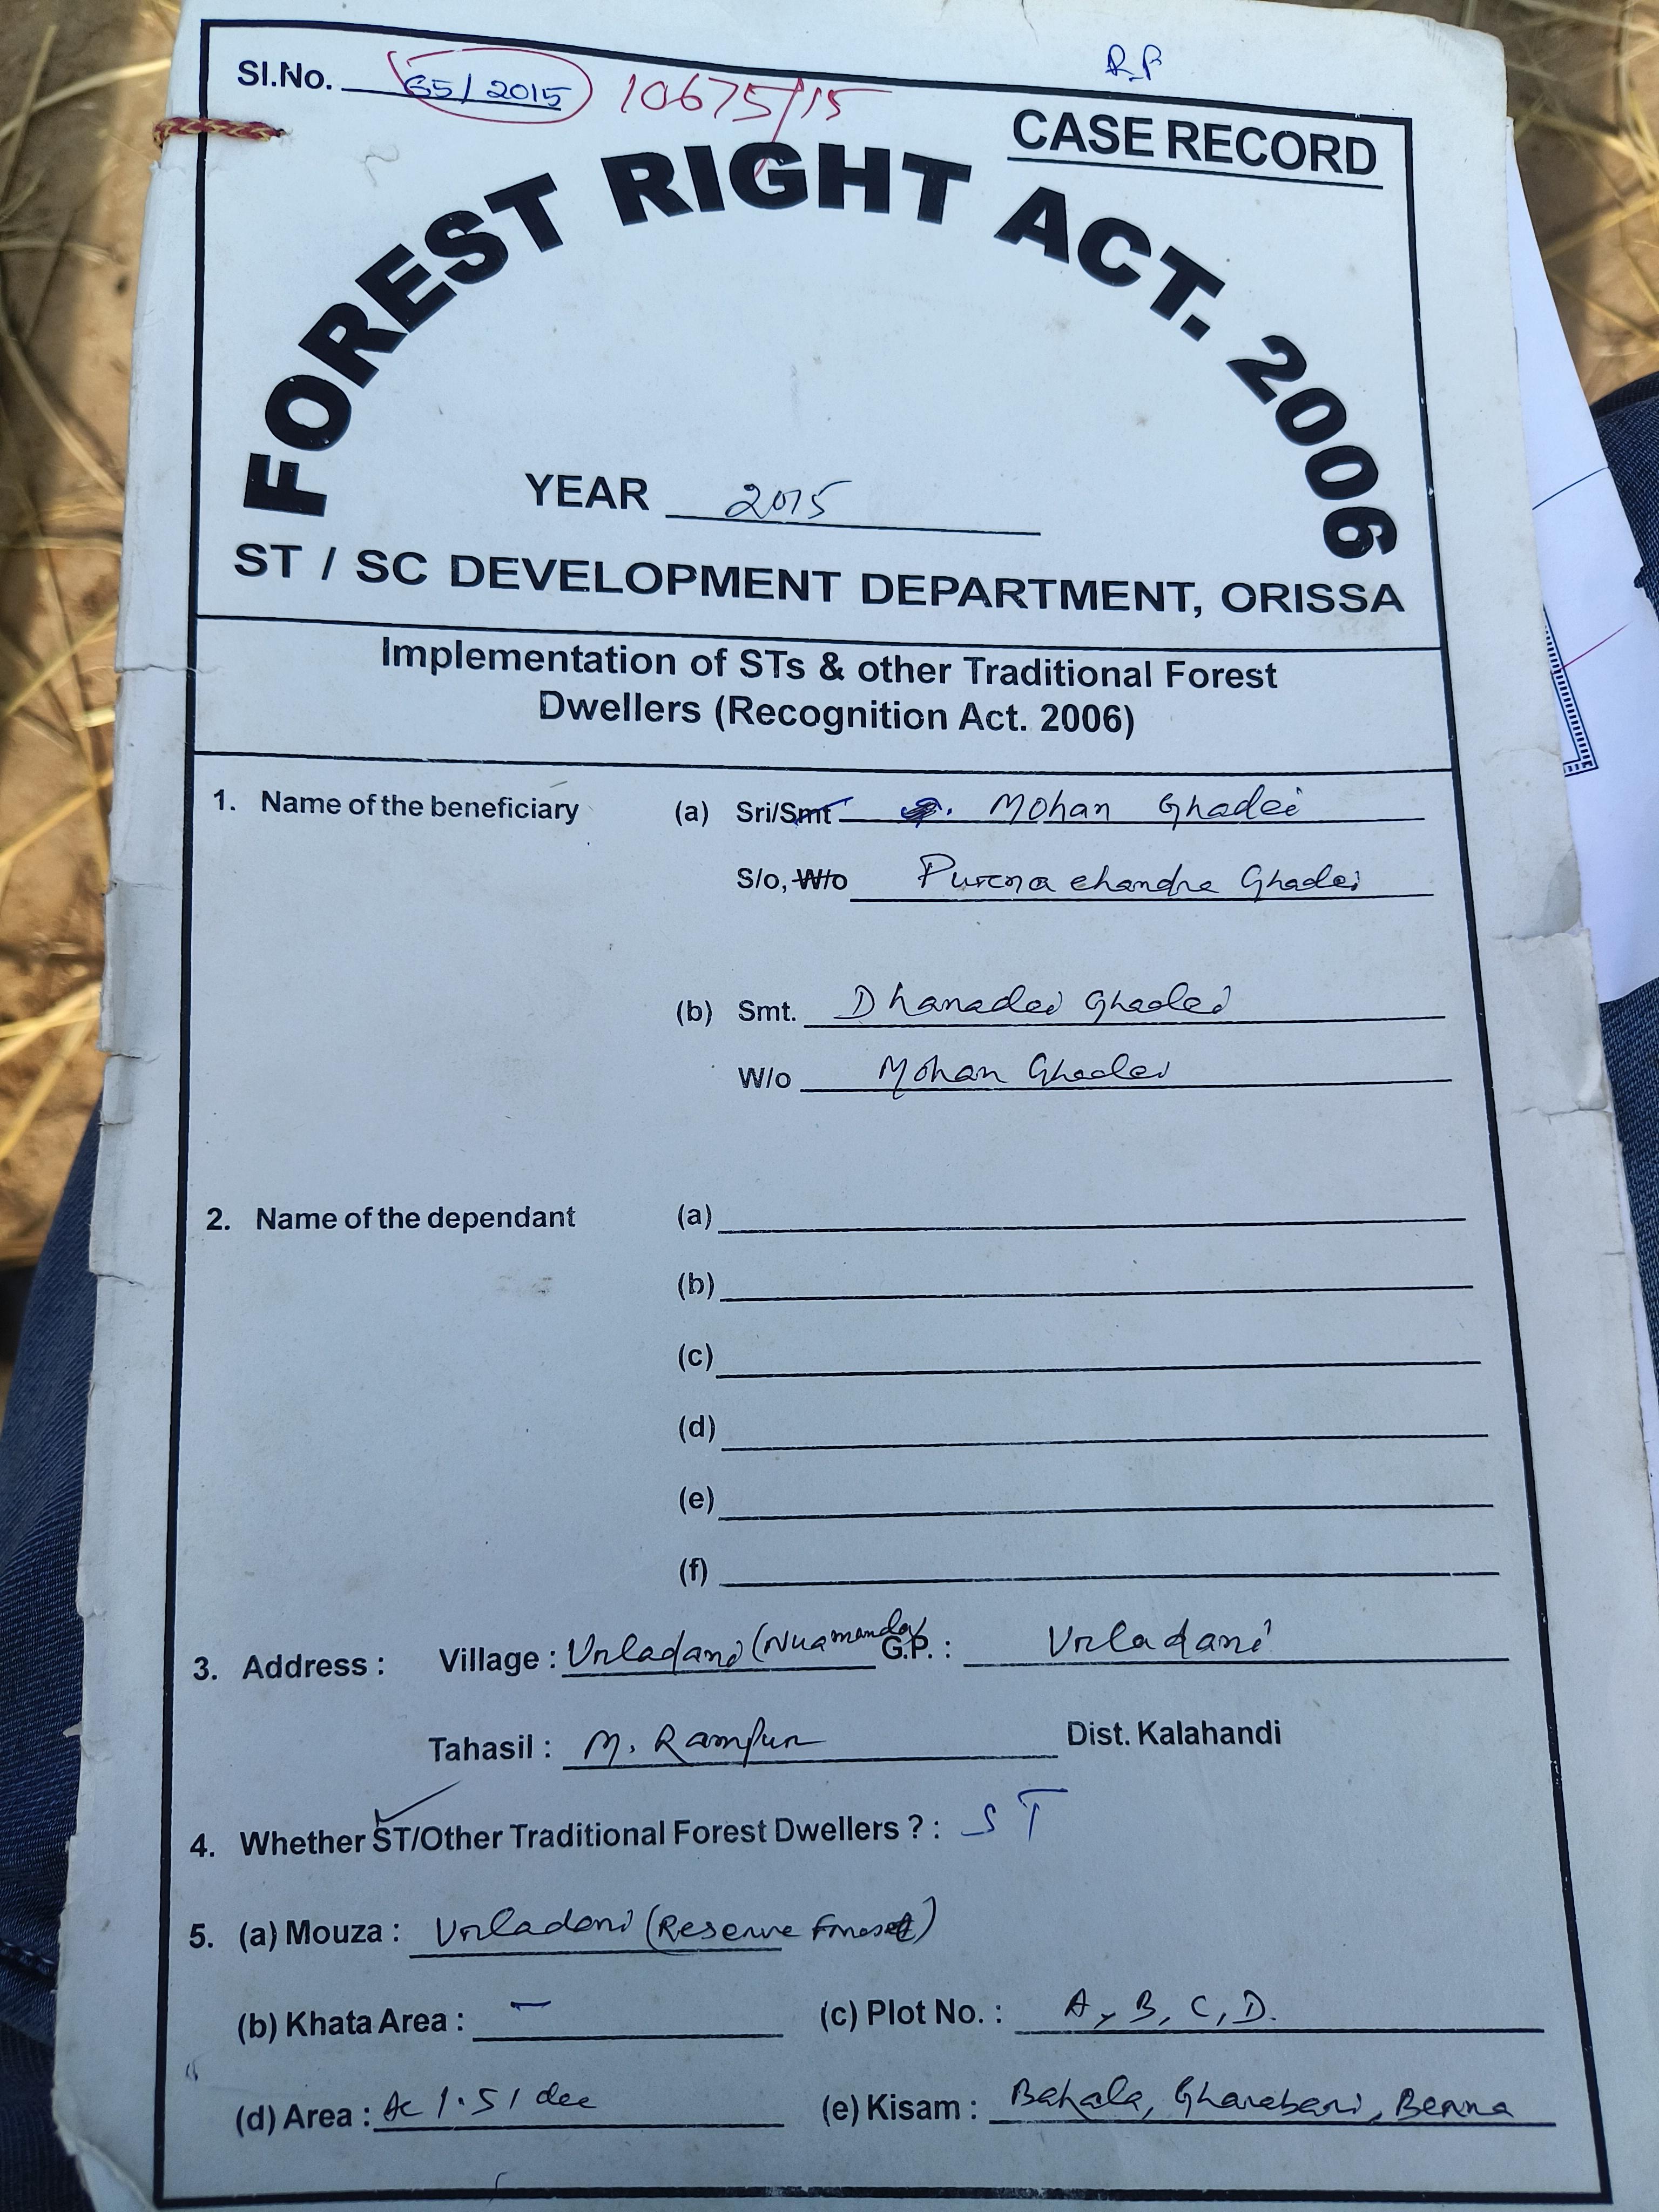 R.F
Sl.No. 65/2015 10675/15
CASE RECORD
FOREST RIGHT ACT. 2006
YEAR 2015
ST / SC DEVELOPMENT DEPARTMENT, ORISSA
Implementation of STs & other Traditional Forest
Dwellers (Recognition Act. 2006)
1. Name of the beneficiary (a) Sri/Smt Mohan Ghadei
S/o, W/o Purna chandra Ghadei
(b) Smt. Dhanadei Ghadei
W/o Mohan Ghadei
2. Name of the dependant (a)
(b)
(c)
(d)
(e)
(f)
3. Address : Village : Urladani (Nuamunda) G.P. : Urladani
Tahasil : M. Rampur Dist. Kalahandi
4. Whether ST/Other Traditional Forest Dwellers ? : ST
5. (a) Mouza : Urladani (Reserve Forest)
(b) Khata Area : — (c) Plot No. : A, B, C, D.
(d) Area : Ac 1.51 dec (e) Kisam : Bahala, Gharabari, Berna